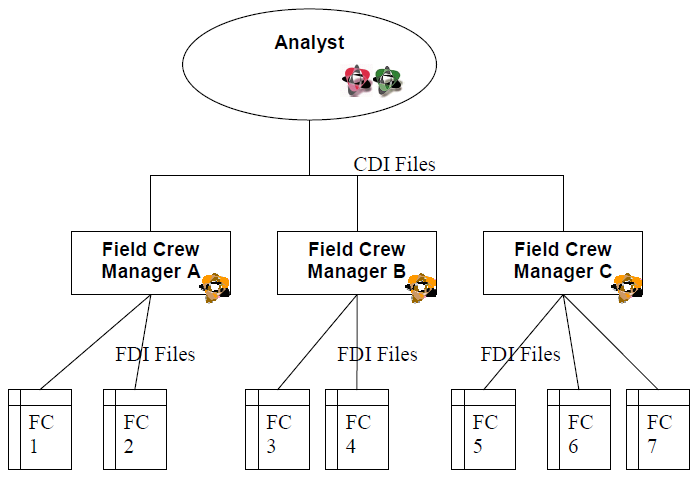 Analyst
CDI Files
Field Crew
Manager A
Field Crew
Manager B
Field Crew
Manager C
FDI Files
FDI Files
FDI Files
FC
1
FC
2
FC
3
FC
4
FC
5
FC
6
FC
7